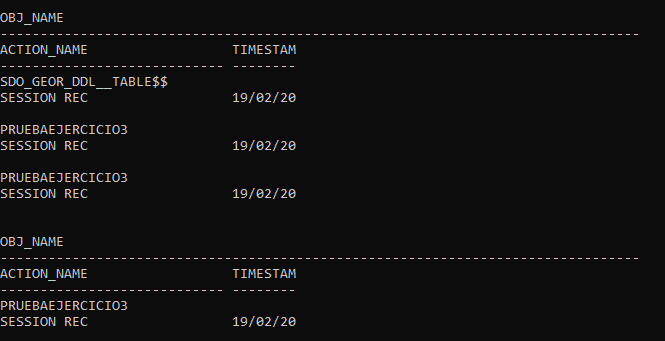 OBJ_NAME
--------------------------------------------------------------------------------
ACTION_NAME                  TIMESTAM
---------------------------- --------
SDO_GEOR_DDL__TABLE$$
SESSION REC                  19/02/20
PRUEBAEJERCICIO3
SESSION REC                  19/02/20
PRUEBAEJERCICIO3
SESSION REC                  19/02/20
OBJ_NAME
--------------------------------------------------------------------------------
ACTION_NAME                  TIMESTAM
---------------------------- --------
PRUEBAEJERCICIO3
SESSION REC                  19/02/20